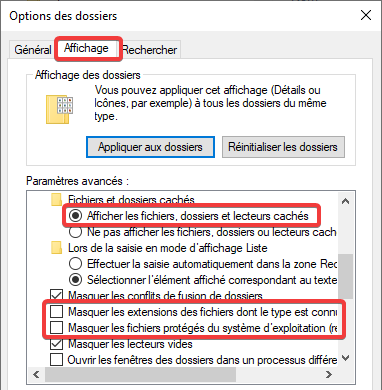 Options des dossiers
Général
Affichage
Rechercher
Affichage des dossiers
Vous pouvez appliquer cet affichage (Détails ou
Icônes, par exemple) à tous les dossiers du même
type.
Appliquer aux dossiers
Réinitialiser les dossiers
Paramètres avancés :
Fichiers et dossiers cachés
Afficher les fichiers, dossiers et lecteurs cachés
Ne pas afficher les fichiers, dossiers ou lecteurs cach
Lors de la saisie en mode d'affichage Liste
Effectuer la saisie automatiquement dans la zone Rec
Sélectionner l'élément affiché correspondant au texte
Masquer les conflits de fusion de dossiers
Masquer les extensions des fichiers dont le type est conn
Masquer les fichiers protégés du système d'exploitation (re
Masquer les lecteurs vides
Ouvrir les fenêtres des dossiers dans un processus différe